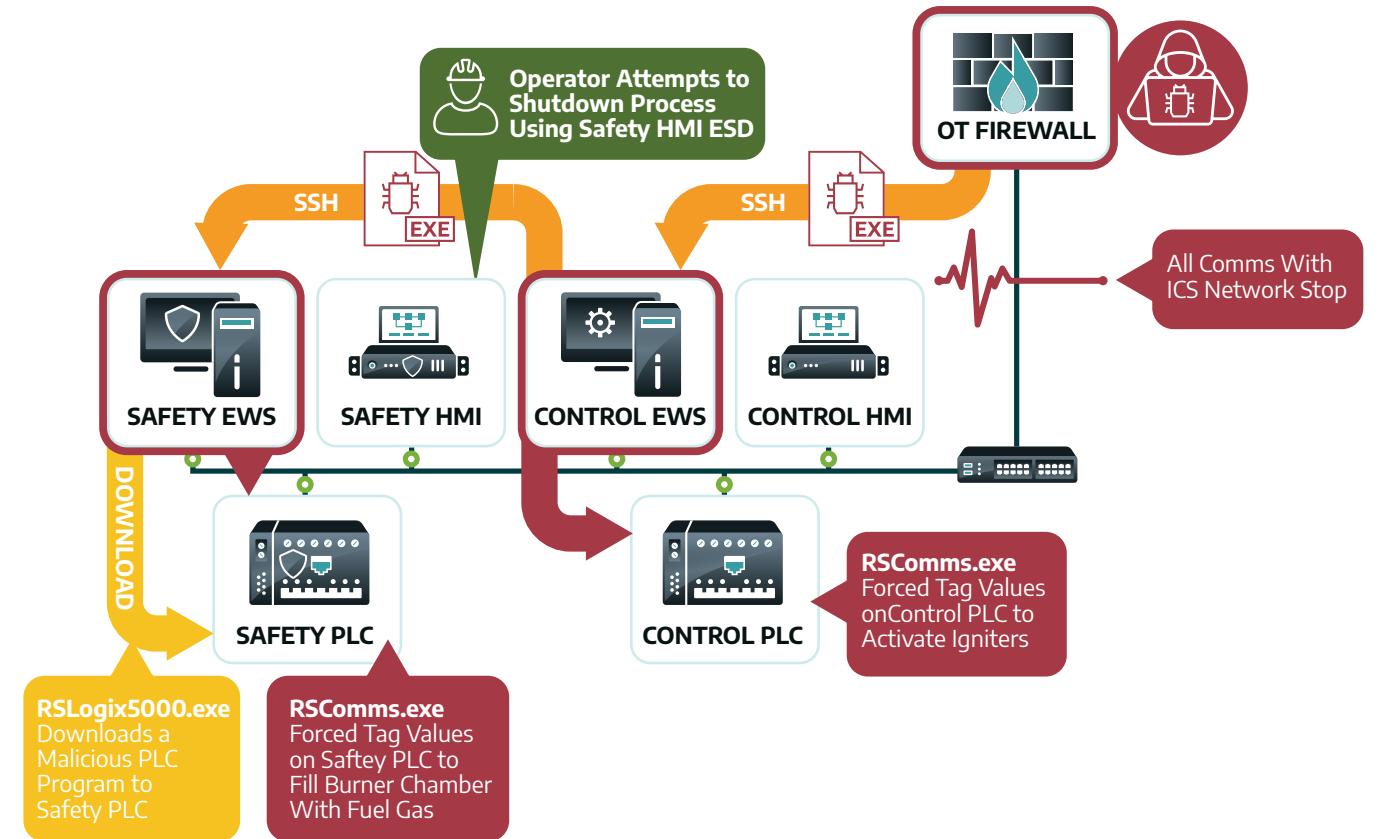 Operator Attempts to
Shutdown Process
Using Safety HMI ESD
OT FIREWALL
SSH
EXE
SSH
EXE
All Comms With
ICS Network Stop
SAFETY EWS
SAFETY HMI
CONTROL EWS
CONTROL HMI
DOWNLOAD
SAFETY PLC
CONTROL PLC
RSComms.exe
Forced Tag Values
onControl PLC to
Activate Igniters
RSLogix5000.exe
Downloads a
Malicious PLC
Program to
Safety PLC
RSComms.exe
Forced Tag Values
on Saftey PLC to
Fill Burner Chamber
With Fuel Gas